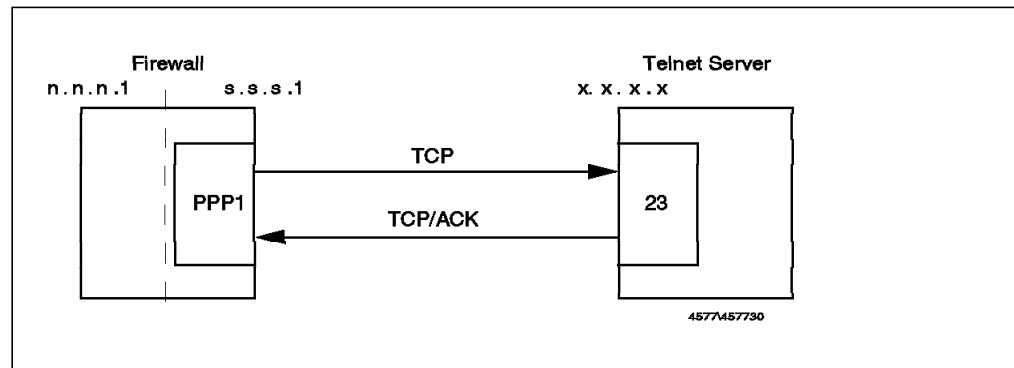 Firewall
Telnet Server
n.n.n.1
s.s.s.1
x.x.x.x
TCP
PPP1
23
TCP/ACK
4577\457730